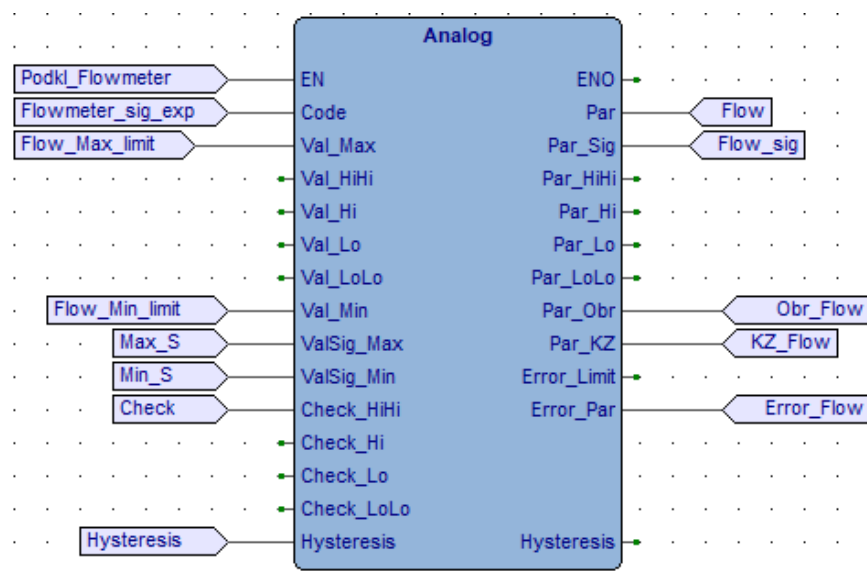 Analog
Podkl_Flowmeter EN ENO
Flowmeter_sig_exp Code Par Flow
Flow_Max_limit Val_Max Par_Sig Flow_sig
Val_HiHi Par_HiHi
Val_Hi Par_Hi
Val_Lo Par_Lo
Val_LoLo Par_LoLo
Flow_Min_limit Val_Min Par_Obr Obr_Flow
Max_S ValSig_Max Par_KZ KZ_Flow
Min_S ValSig_Min Error_Limit
Check Check_HiHi Error_Par Error_Flow
Check_Hi
Check_Lo
Check_LoLo
Hysteresis Hysteresis Hysteresis